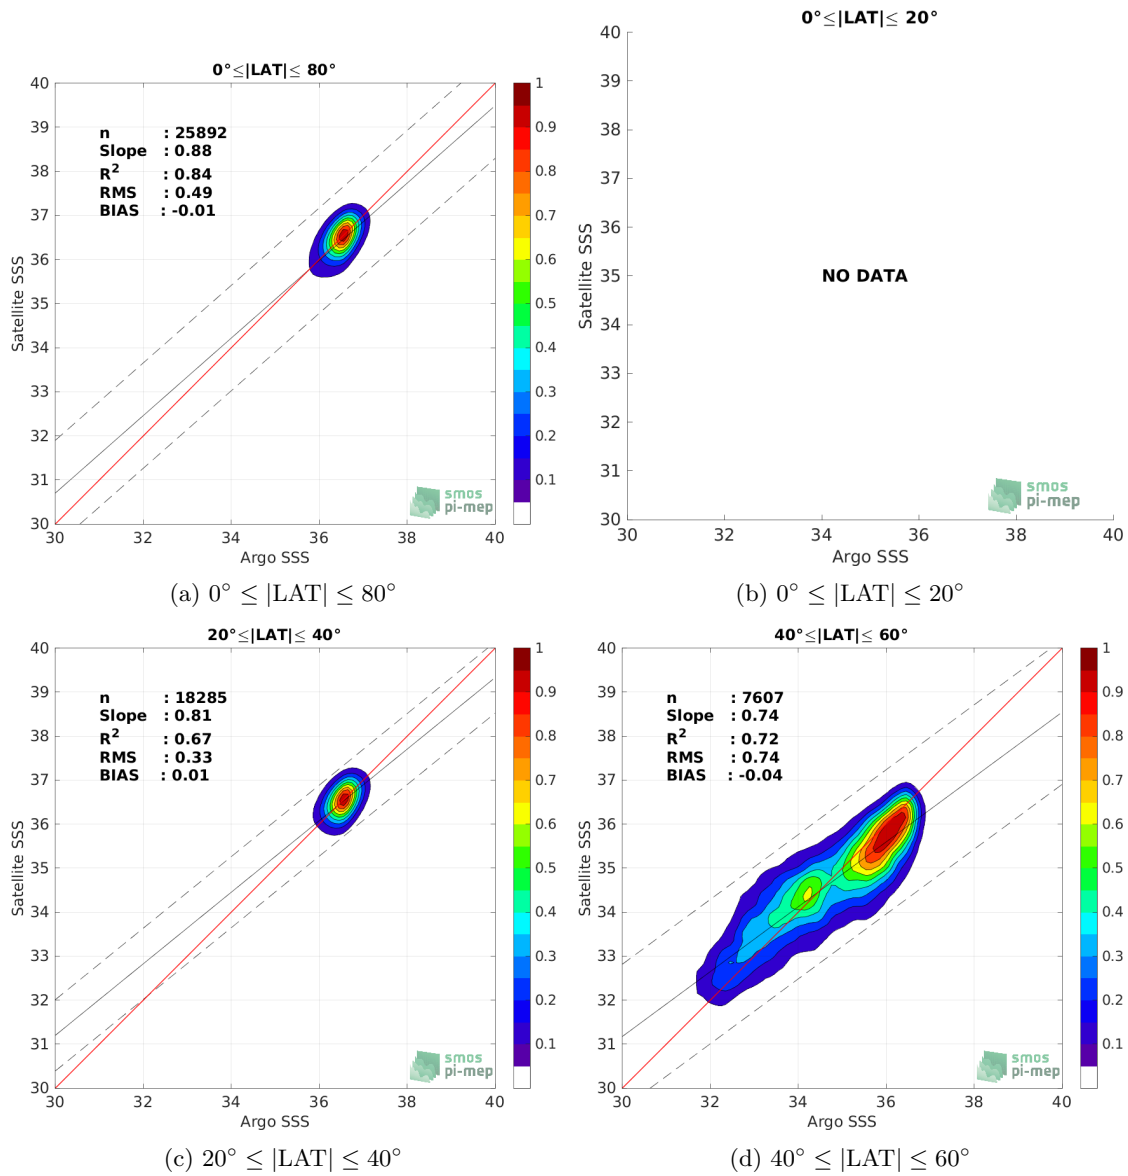 0°≤|LAT|≤ 80°
40
39
38
37
36
35
34
33
32
31
30
Satellite SSS
n : 25892
Slope : 0.88
R² : 0.84
RMS : 0.49
BIAS : -0.01
smos
pi-mep
30 32 34 36 38 40
Argo SSS
1
0.9
0.8
0.7
0.6
0.5
0.4
0.3
0.2
0.1
(a) 0° ≤ |LAT| ≤ 80°
0°≤|LAT|≤ 20°
40
39
38
37
36
35
34
33
32
31
30
Satellite SSS
NO DATA
smos
pi-mep
30 32 34 36 38 40
Argo SSS
(b) 0° ≤ |LAT| ≤ 20°
20°≤|LAT|≤ 40°
40
39
38
37
36
35
34
33
32
31
30
Satellite SSS
n : 18285
Slope : 0.81
R² : 0.67
RMS : 0.33
BIAS : 0.01
smos
pi-mep
30 32 34 36 38 40
Argo SSS
1
0.9
0.8
0.7
0.6
0.5
0.4
0.3
0.2
0.1
(c) 20° ≤ |LAT| ≤ 40°
40°≤|LAT|≤ 60°
40
39
38
37
36
35
34
33
32
31
30
Satellite SSS
n : 7607
Slope : 0.74
R² : 0.72
RMS : 0.74
BIAS : -0.04
smos
pi-mep
30 32 34 36 38 40
Argo SSS
1
0.9
0.8
0.7
0.6
0.5
0.4
0.3
0.2
0.1
(d) 40° ≤ |LAT| ≤ 60°